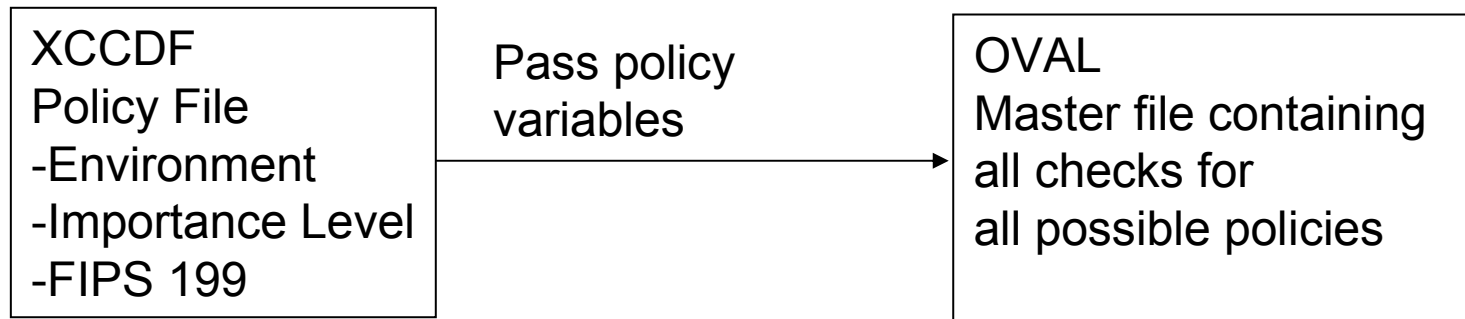 XCCDF
Policy File
-Environment
-Importance Level
-FIPS 199
Pass policy
variables
OVAL
Master file containing
all checks for
all possible policies